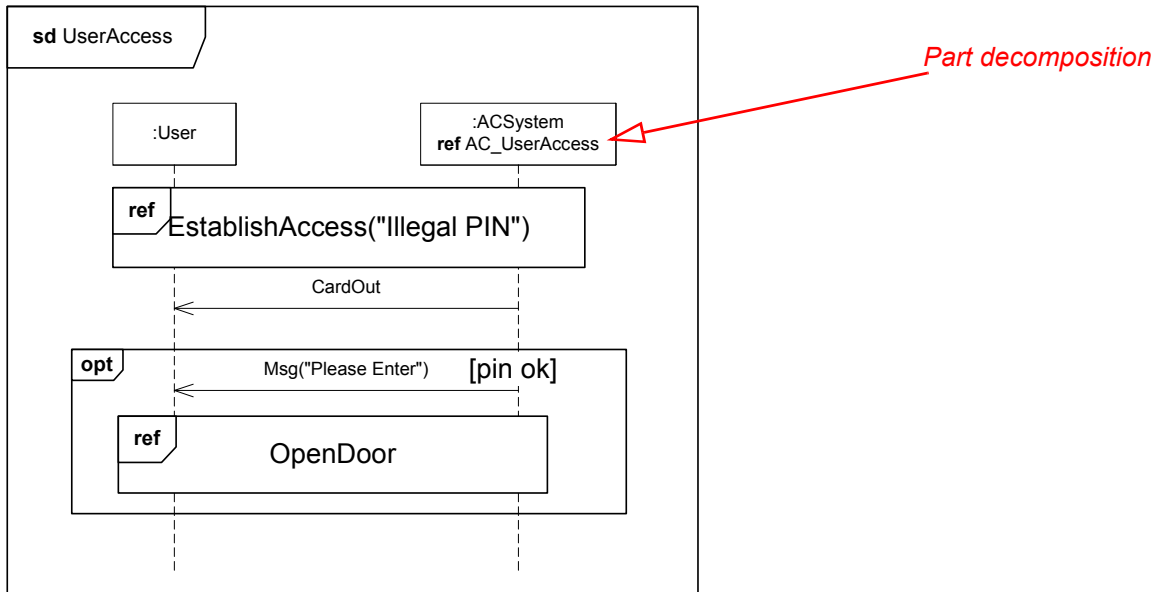 sd UserAccess
Part decomposition
:User
:ACSystem
ref AC_UserAccess
ref
EstablishAccess("Illegal PIN")
CardOut
opt
Msg("Please Enter")
[pin ok]
ref
OpenDoor